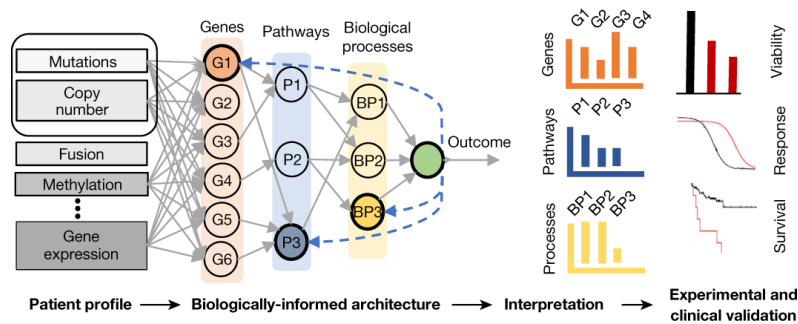 Genes
Pathways
Biological
processes
Mutations
Copy
number
Fusion
Methylation
Gene
expression
G1
G2
G3
G4
G5
G6
P1
P2
P3
BP1
BP2
BP3
Outcome
Genes
G1 G2 G3 G4
Pathways
P1 P2 P3
Processes
BP1 BP2 BP3
Viability
Response
Survival
Patient profile
Biologically-informed architecture
Interpretation
Experimental and
clinical validation